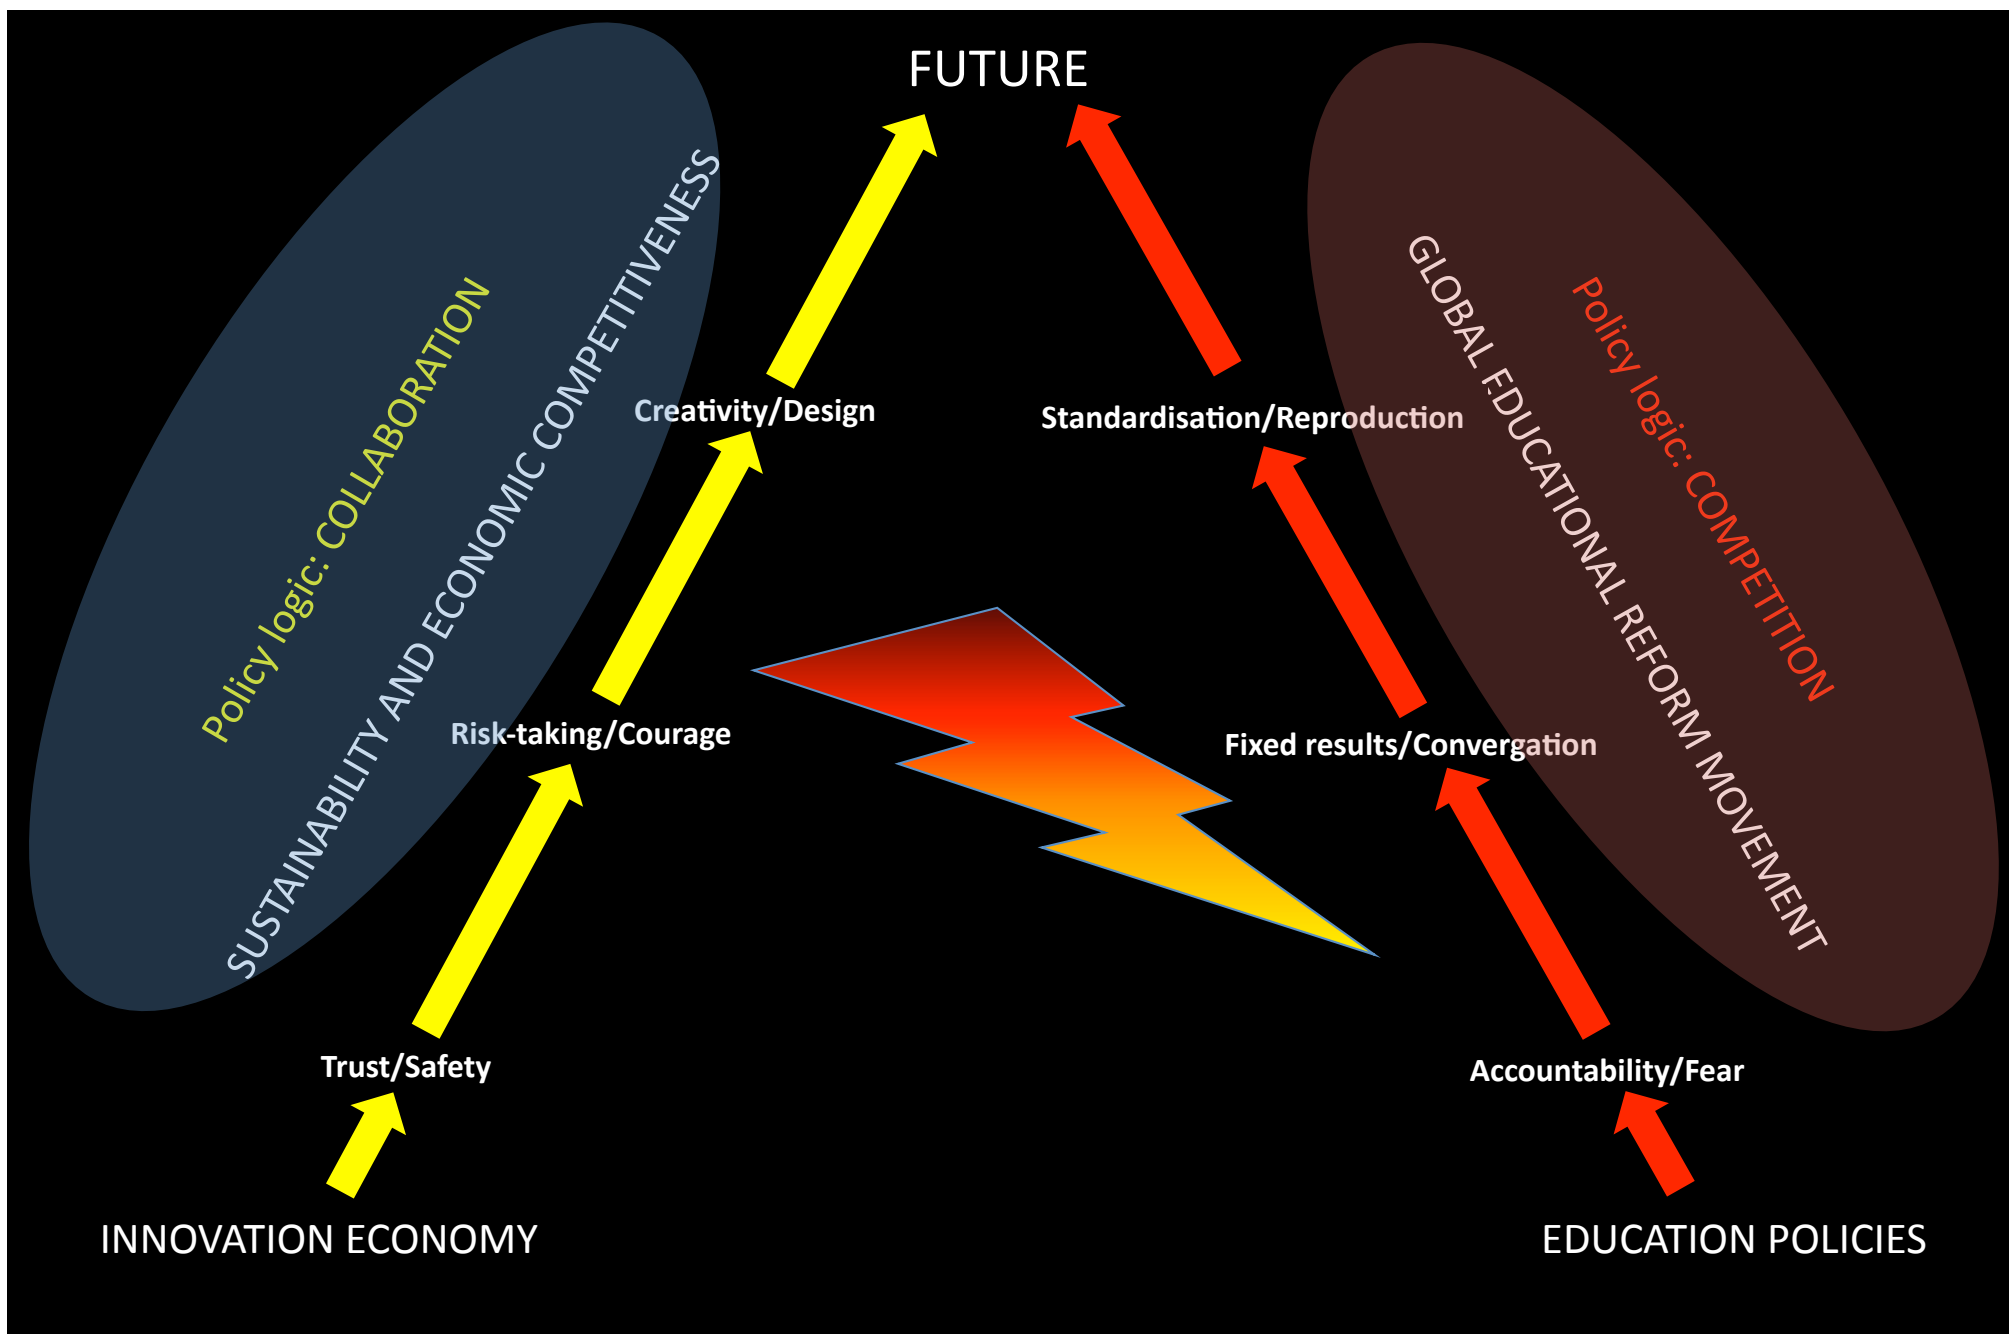 FUTURE
Policy logic: COLLABORATION
SUSTAINABILITY AND ECONOMIC COMPETITIVENESS
GLOBAL EDUCATIONAL REFORM MOVEMENT
Policy logic: COMPETITION
Creativity/Design
Standardisation/Reproduction
Risk-taking/Courage
Fixed results/Convergation
Trust/Safety
Accountability/Fear
INNOVATION ECONOMY
EDUCATION POLICIES